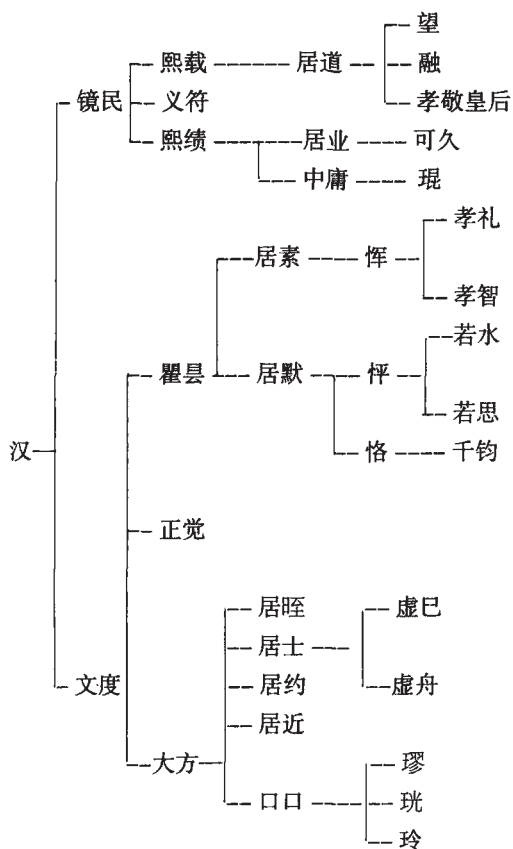 望
熙载 居道 融
镜民 义符 孝敬皇后
熙绩 居业 可久
中庸 琨
孝礼
居素 恽
孝智
若水
瞿昙 居默 怦
若思
汉 恪 千钧
正觉
居晊 虚巳
居士
文度 居约 虚舟
居近
大方 璆
口口 珖
玲